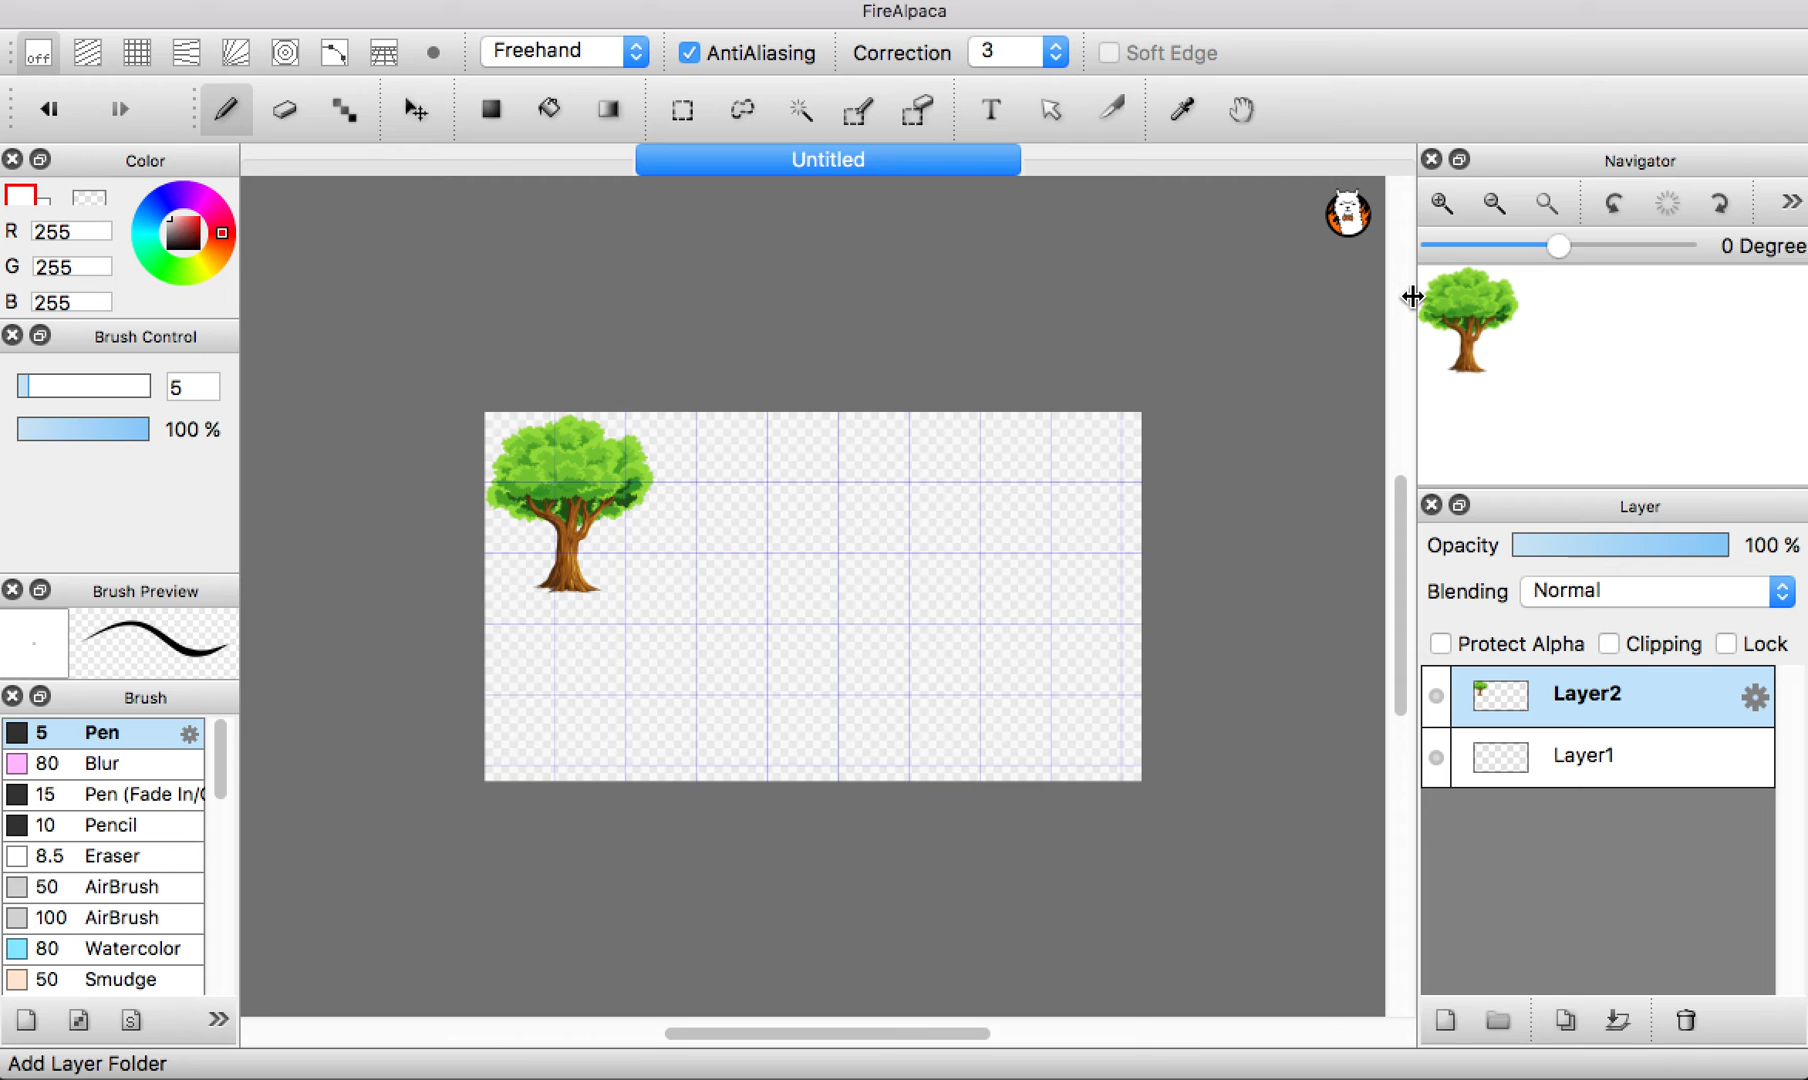 FireAlpaca
off
Freehand
AntiAliasing
Correction
3
Soft Edge
T
Color
Untitled
Navigator
R 255
G 255
B 255
0 Degree
Brush Control
5
100 %
Layer
Opacity 100 %
Blending Normal
Protect Alpha
Clipping
Lock
Brush Preview
Layer2
Layer1
Brush
5 Pen
80 Blur
15 Pen (Fade In/
10 Pencil
8.5 Eraser
50 AirBrush
100 AirBrush
80 Watercolor
50 Smudge
S
Add Layer Folder